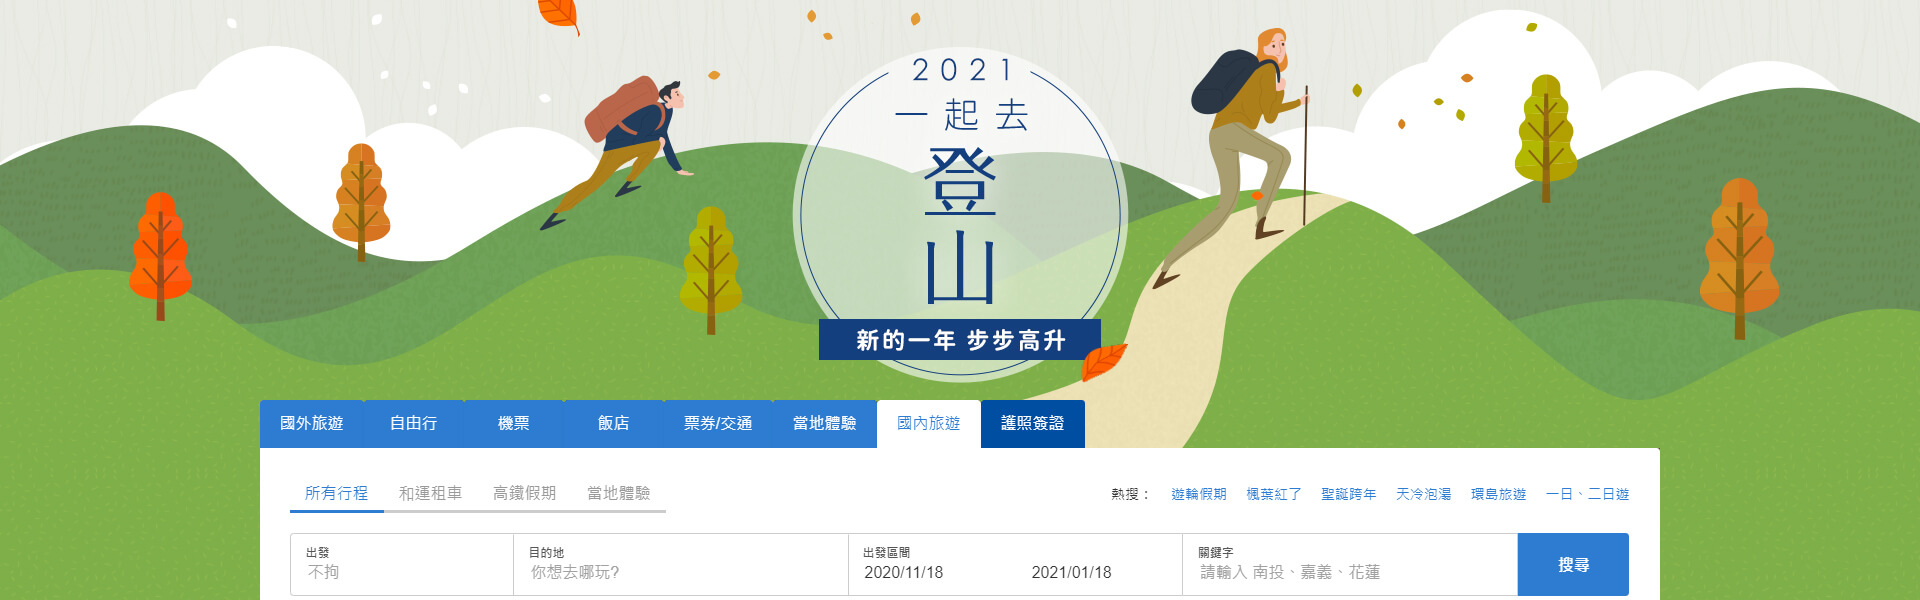 2021
一起去
登
山
新的一年 步步高升
國外旅遊 自由行 機票 飯店 票券/交通 當地體驗 國內旅遊 護照簽證
所有行程 和運租車 高鐵假期 當地體驗
熱搜： 遊輪假期 楓葉紅了 聖誕跨年 天冷泡湯 環島旅遊 一日、二日遊
出發 目的地 出發區間 關鍵字
不拘 你想去哪玩? 2020/11/18 2021/01/18 請輸入 南投、嘉義、花蓮
搜尋